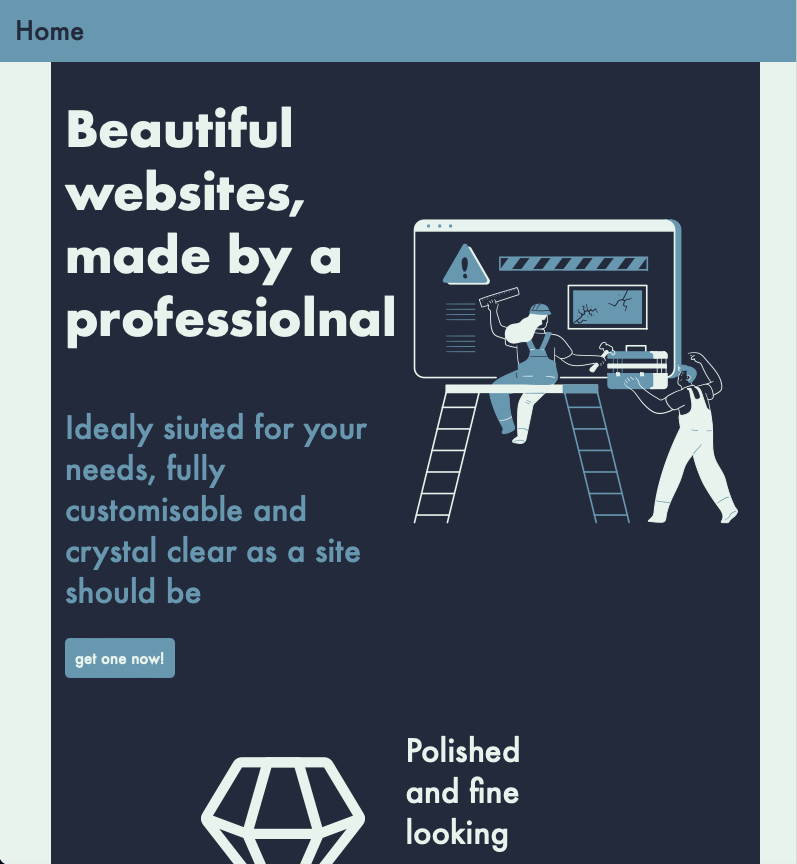 Home
Beautiful
websites,
made by a
professiolnal
Idealy siuted for your
needs, fully
customisable and
crystal clear as a site
should be
get one now!
Polished
and fine
looking